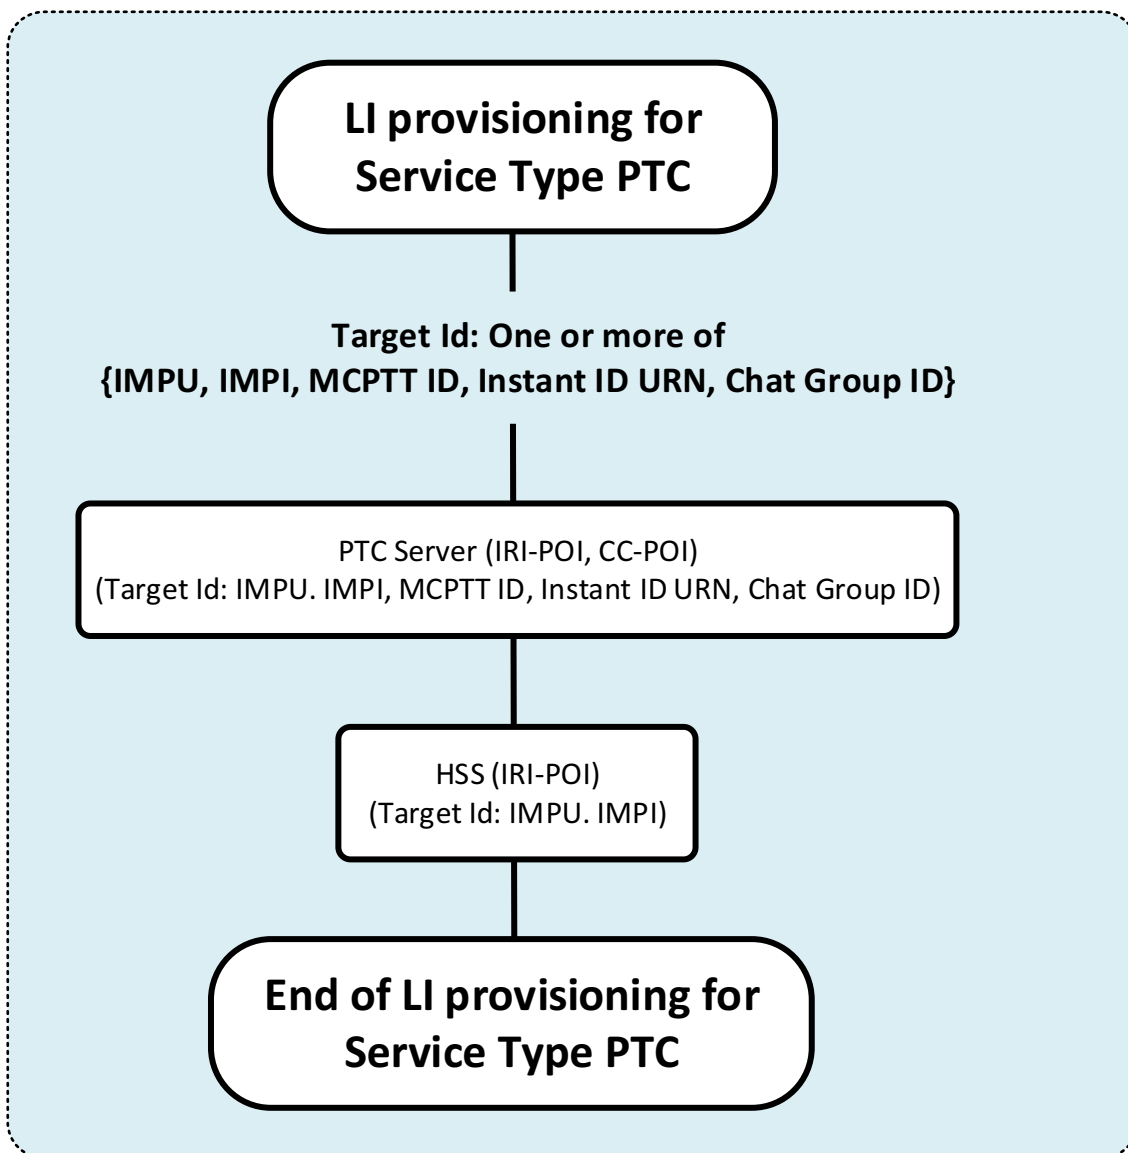 LI provisioning for
Service Type PTC
Target Id: One or more of
{IMPU, IMPI, MCPTT ID, Instant ID URN, Chat Group ID}
PTC Server (IRI-POI, CC-POI)
(Target Id: IMPU. IMPI, MCPTT ID, Instant ID URN, Chat Group ID)
HSS (IRI-POI)
(Target Id: IMPU. IMPI)
End of LI provisioning for
Service Type PTC